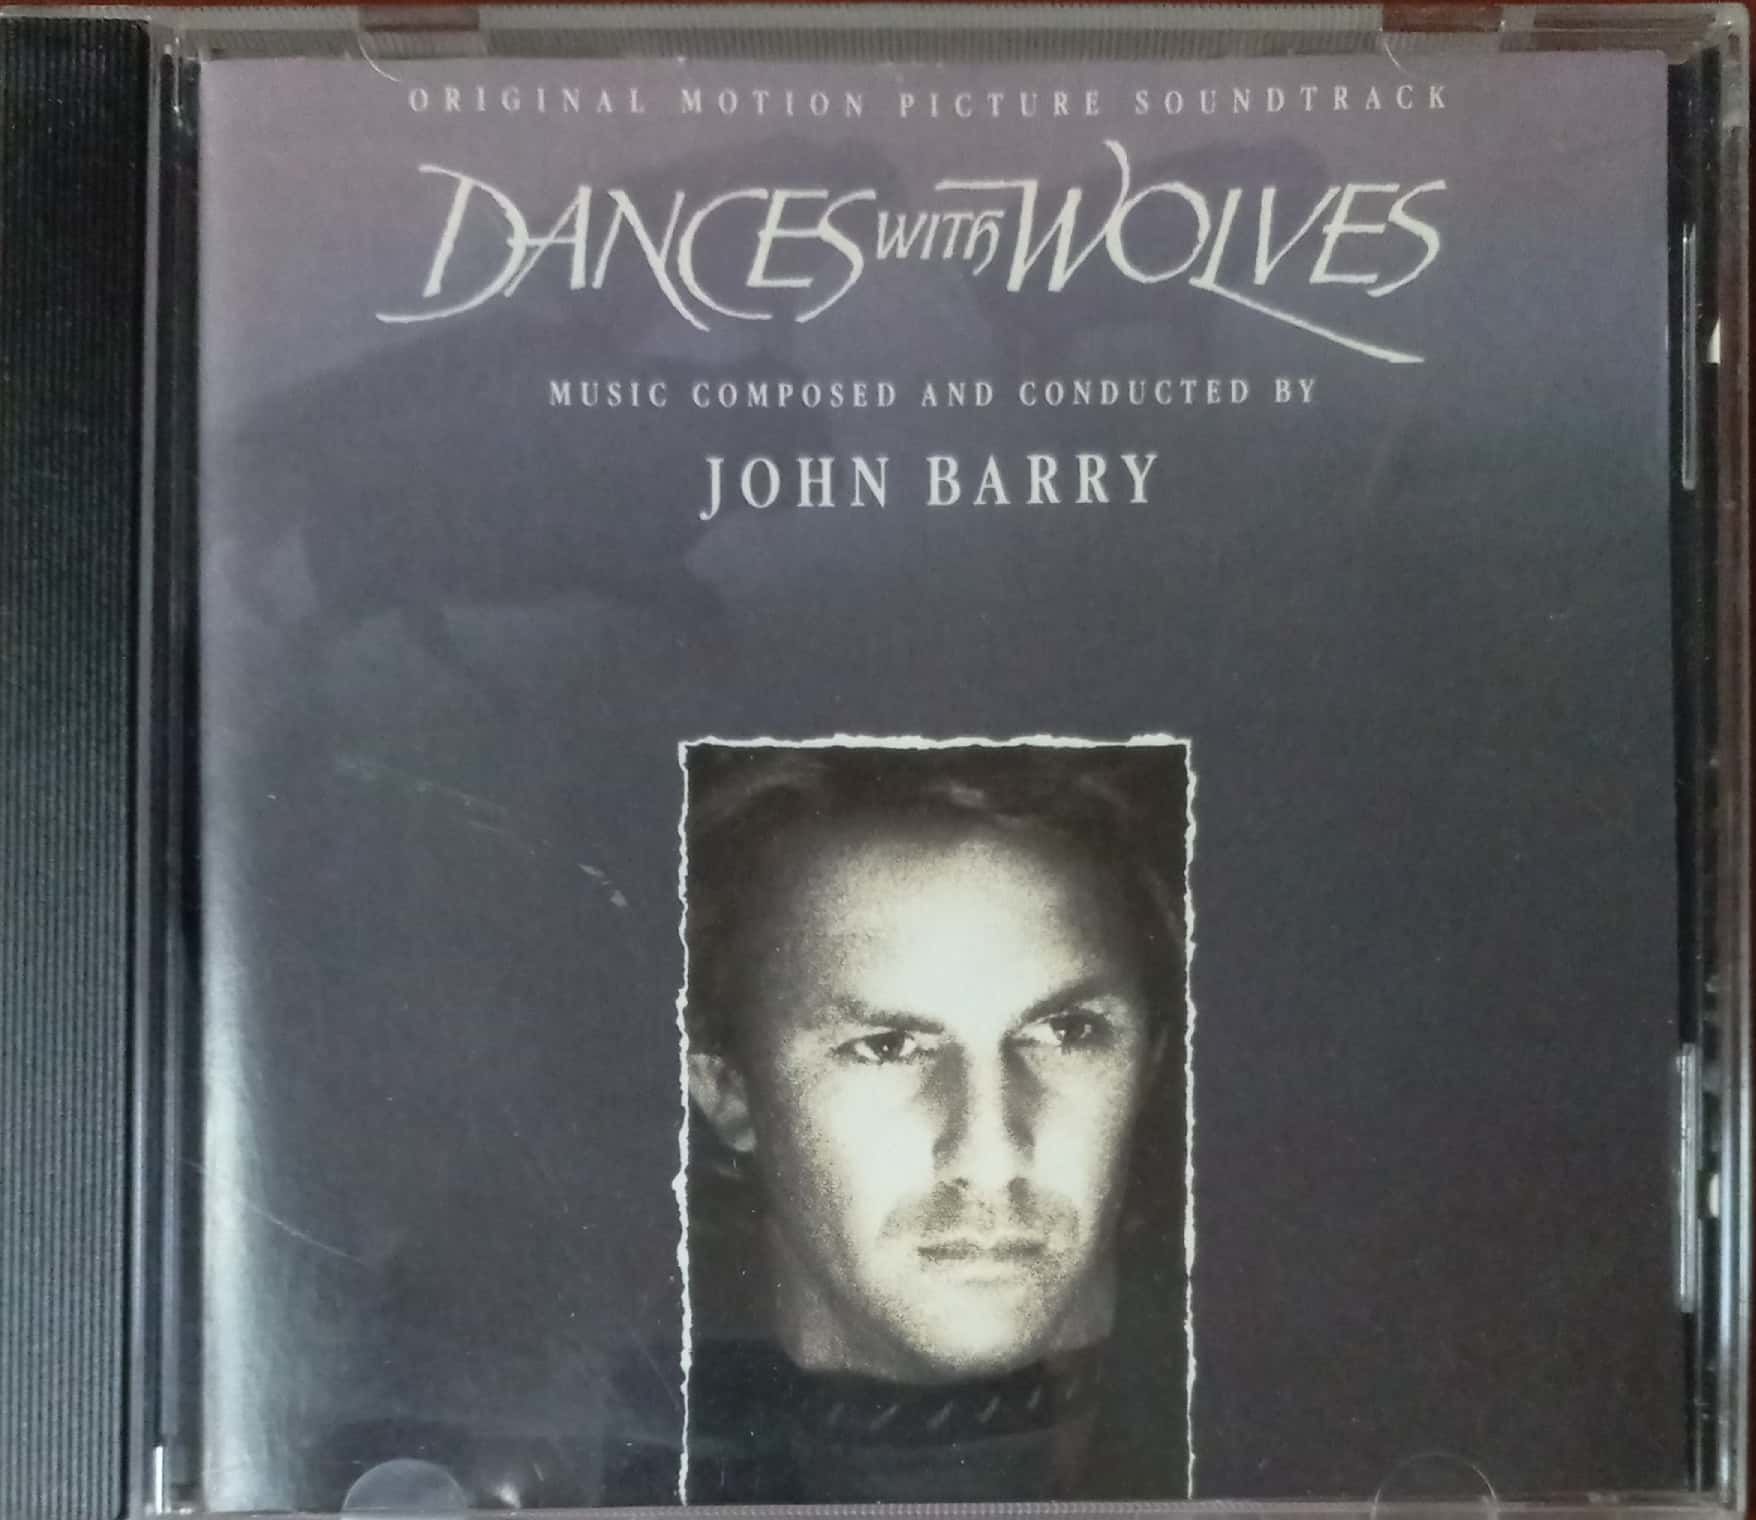 ORIGINAL MOTION PICTURE SOUNDTRACK
DANCES WITH WOLVES
MUSIC COMPOSED AND CONDUCTED BY
JOHN BARRY